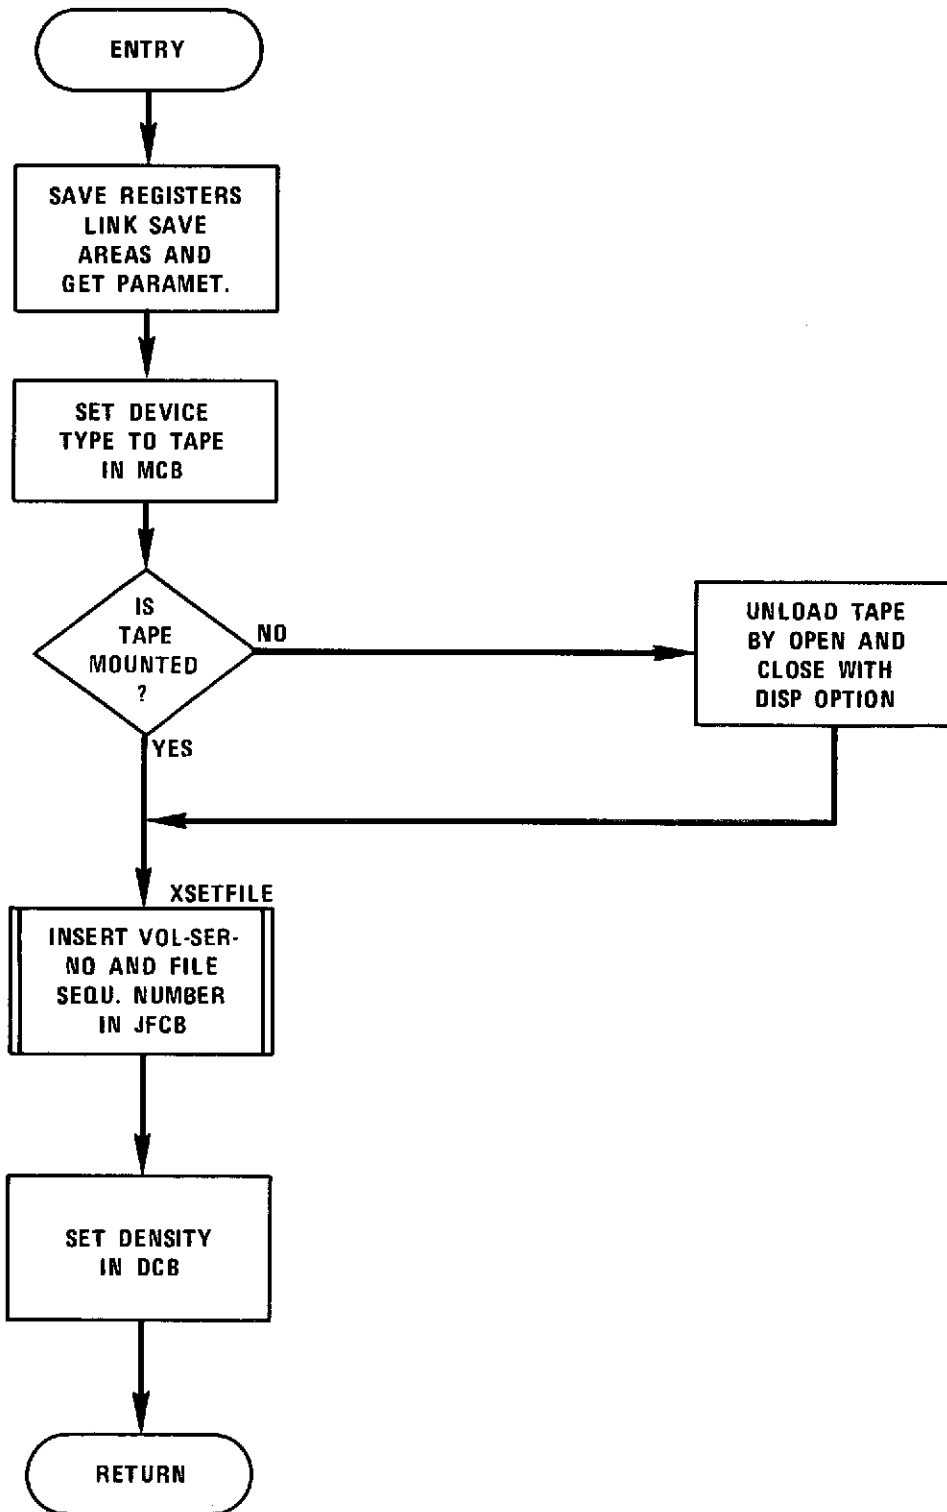 ENTRY
SAVE REGISTERS
LINK SAVE
AREAS AND
GET PARAMET.
SET DEVICE
TYPE TO TAPE
IN MCB
IS
TAPE
MOUNTED
?
NO
UNLOAD TAPE
BY OPEN AND
CLOSE WITH
DISP OPTION
YES
XSETFILE
INSERT VOL-SER-
NO AND FILE
SEQU. NUMBER
IN JFCB
SET DENSITY
IN DCB
RETURN